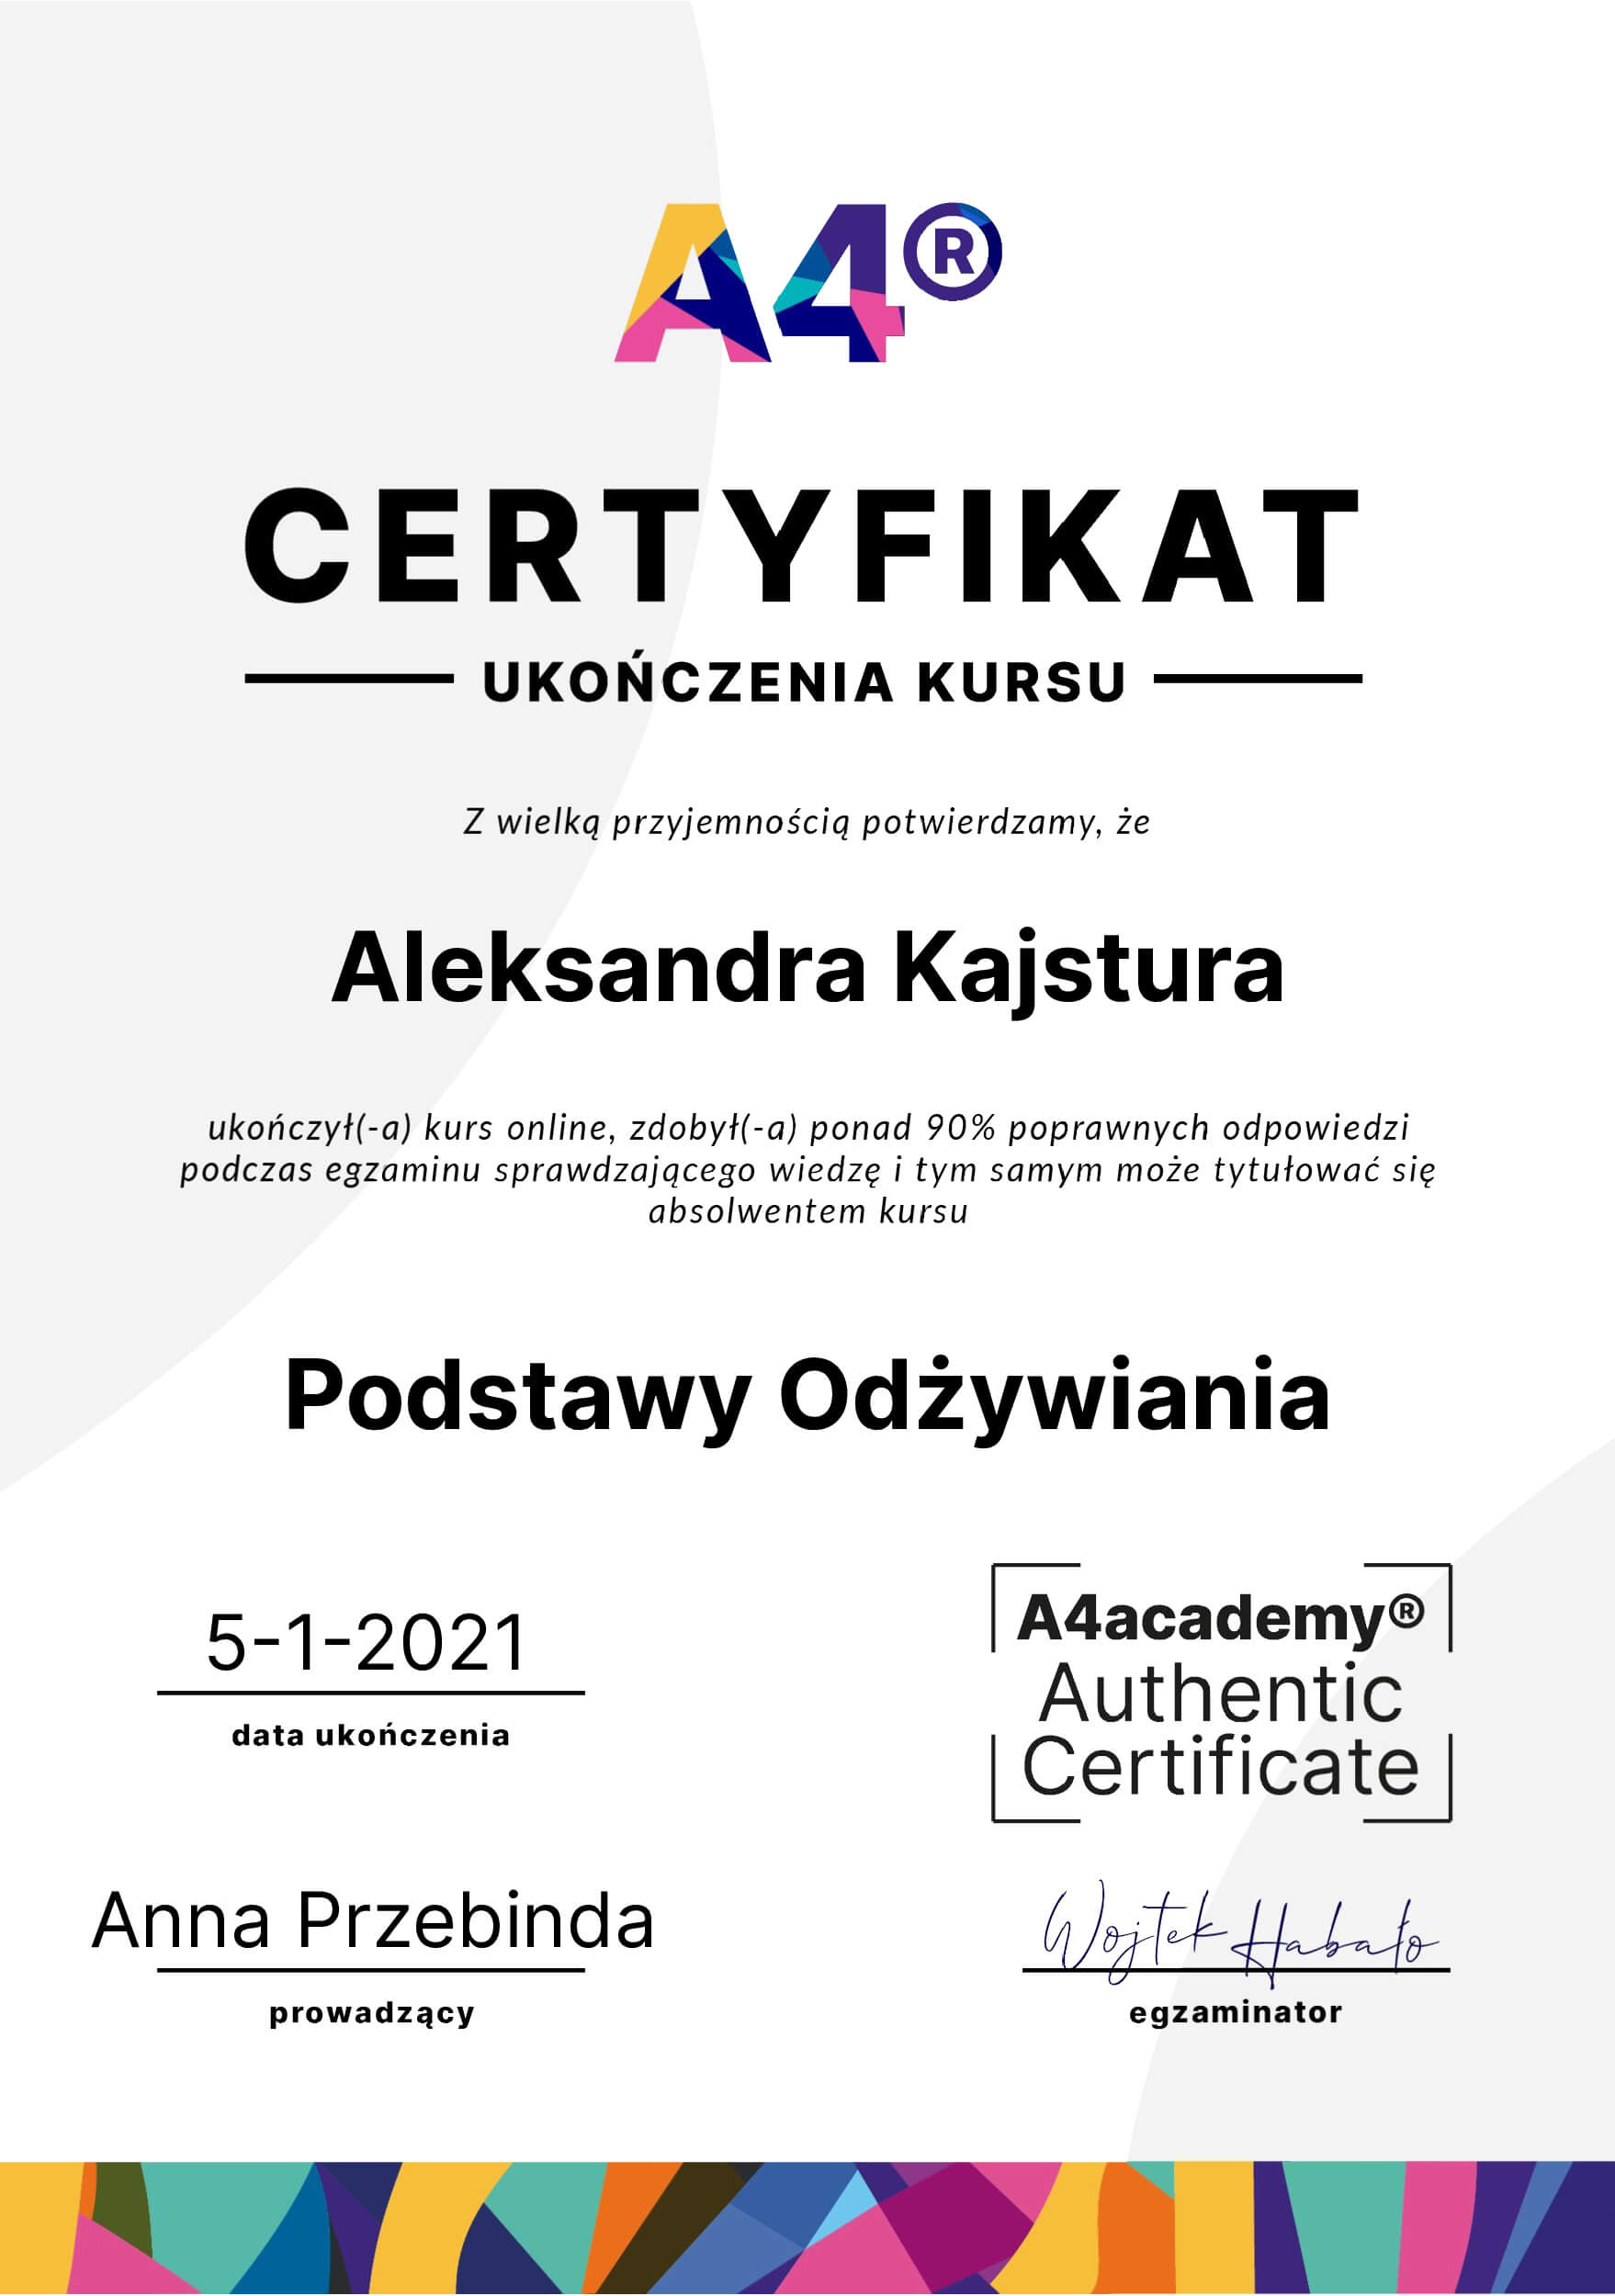 A4®
CERTYFIKAT
UKOŃCZENIA KURSU
Z wielką przyjemnością potwierdzamy, że
Aleksandra Kajstura
ukończył(-a) kurs online, zdobył(-a) ponad 90% poprawnych odpowiedzi
podczas egzaminu sprawdzającego wiedzę i tym samym może tytułować się
absolwentem kursu
Podstawy Odżywiania
5-1-2021
data ukończenia
A4academy®
Authentic
Certificate
Anna Przebinda
prowadzący
Wojtek Habało
egzaminator